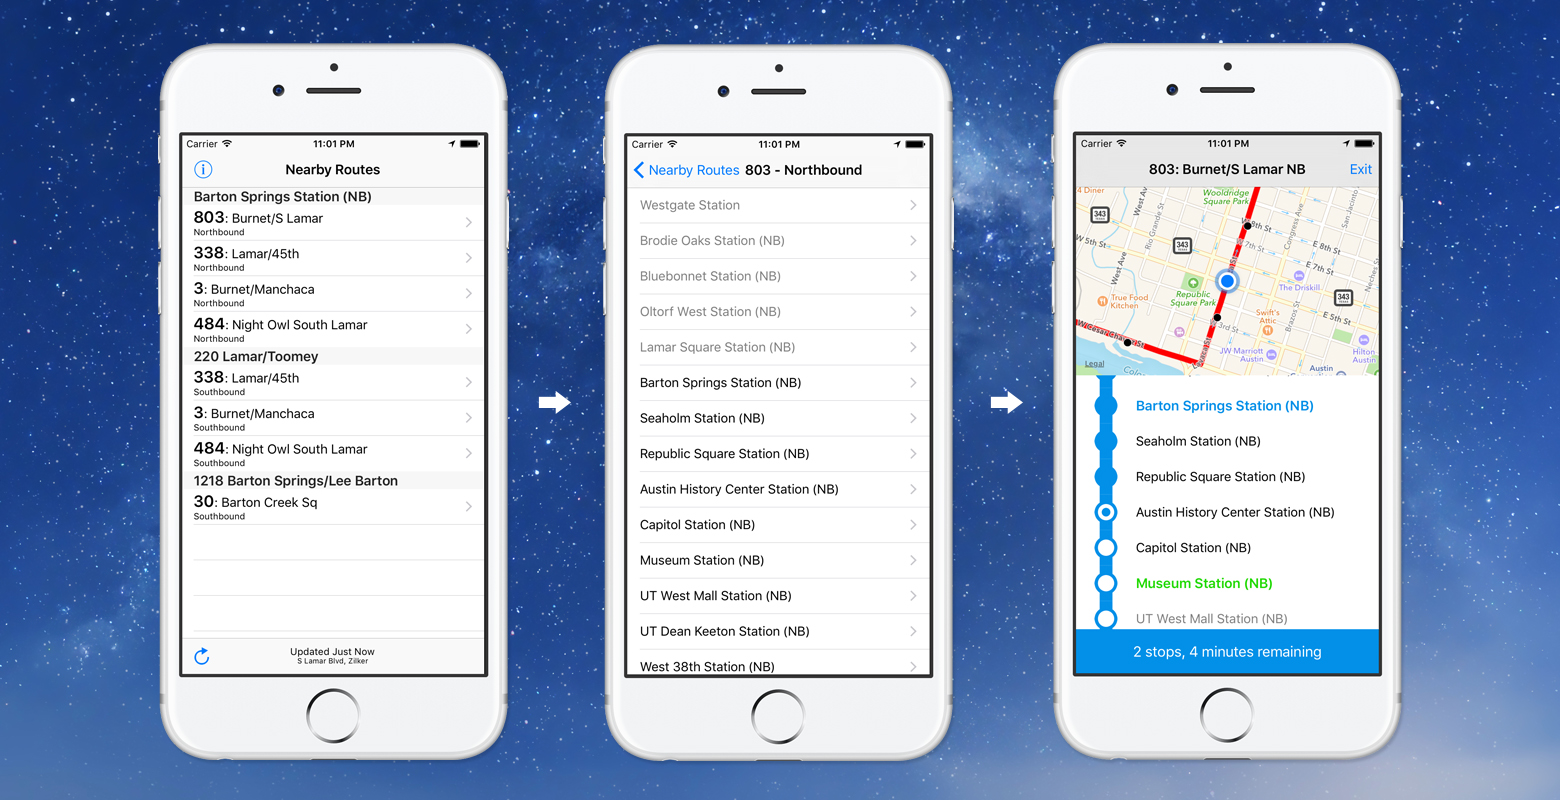 Carrier 11:01 PM
Nearby Routes
Barton Springs Station (NB)
803: Burnet/S Lamar
Northbound
338: Lamar/45th
Northbound
3: Burnet/Manchaca
Northbound
484: Night Owl South Lamar
Northbound
220 Lamar/Toomey
338: Lamar/45th
Southbound
3: Burnet/Manchaca
Southbound
484: Night Owl South Lamar
Southbound
1218 Barton Springs/Lee Barton
30: Barton Creek Sq
Southbound
Updated Just Now
S Lamar Blvd, Zilker
Carrier 11:01 PM
Nearby Routes 803 - Northbound
Westgate Station
Brodie Oaks Station (NB)
Bluebonnet Station (NB)
Oltorf West Station (NB)
Lamar Square Station (NB)
Barton Springs Station (NB)
Seaholm Station (NB)
Republic Square Station (NB)
Austin History Center Station (NB)
Capitol Station (NB)
Museum Station (NB)
UT West Mall Station (NB)
UT Dean Keeton Station (NB)
West 38th Station (NB)
Carrier 11:01 PM
803: Burnet/S Lamar NB Exit
4 Diner
Wooldridge
Square Park
West Ave
Rio Grande St
Congress Ave
San Jacinto
343
W 8th St
W 5th St
343
W 7th St
E 8th St
E 7th St
West Ave
The Driskill
Neches St
Republic
Square Park
343
True Food
Kitchen
Swift's
Attic
Brazos St
E 5th St
W 3rd St
E 3rd St
W Cesar Chavez St
JW Marriott
Austin
Hilton
Austin
Legal
Austin
Barton Springs Station (NB)
Seaholm Station (NB)
Republic Square Station (NB)
Austin History Center Station (NB)
Capitol Station (NB)
Museum Station (NB)
UT West Mall Station (NB)
2 stops, 4 minutes remaining